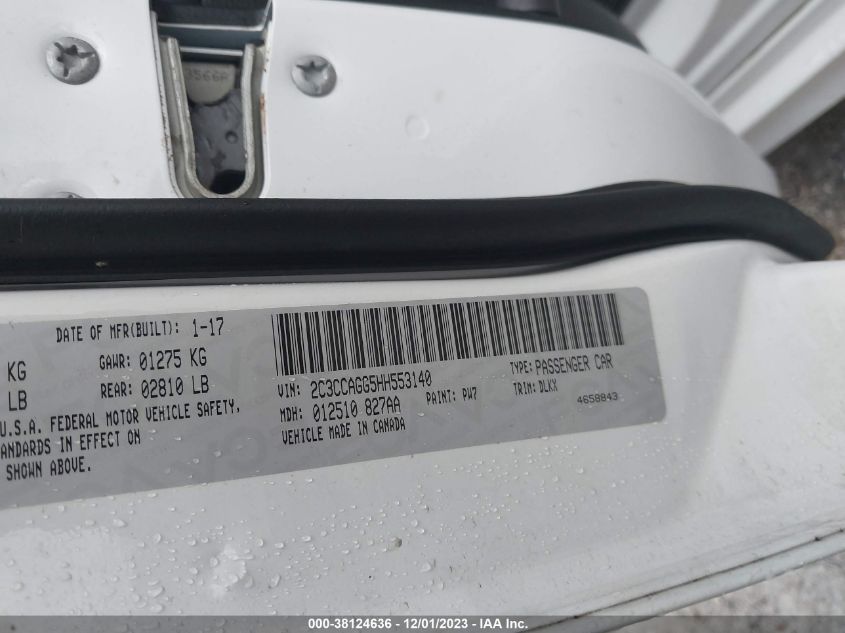 3566A
DATE OF MFR(BUILT): 1-17
KG GAWR: 01275 KG
LB REAR: 02810 LB
U.S.A. FEDERAL MOTOR VEHICLE SAFETY,
ANDARDS IN EFFECT ON
SHOWN ABOVE.
VIN: 2C3CCAGG5HH553140 TYPE: PASSENGER CAR
MDH: 012510 827AA PAINT: PW7 TRIM: DLXX
VEHICLE MADE IN CANADA 4658843
000-38124636 - 12/01/2023 - IAA Inc.